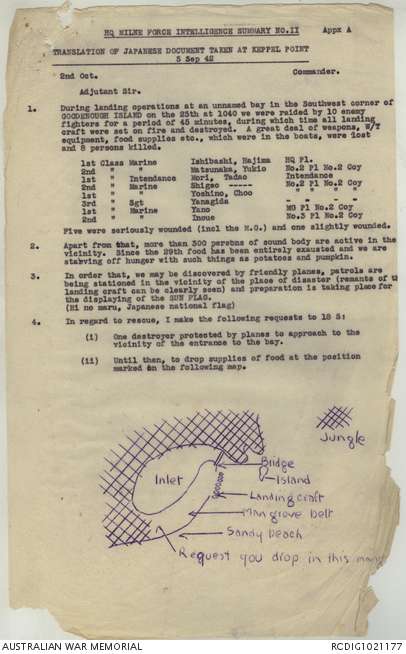 HQ MILNE FORCE INTELLIGENCE SUMMARY NO.II Appx A
TRANSLATION OF JAPANESE DOCUMENT TAKEN AT KEPPEL POINT
5 Sep 42
2nd Oct. Commander.
Adjutant Sir.
1. During landing operations at an unnamed bay in the Southwest corner of
GOODENOUGH ISLAND on the 25th at 1040 we were raided by 10 enemy
fighters for a period of 45 minutes, during which time all landing
craft were set on fire and destroyed. A great deal of weapons, W/T
equipment, food supplies etc., which were in the boats, were lost
and 8 persons killed.
1st Class Marine Ishibashi, Hajima HQ Pl.
2nd " " Matsunaka, Yukio No.2 Pl No.2 Coy
1st " Intendance Mori, Tadao Intendance
2nd " Marine Shigeo ----- No.2 Pl No.2 Coy
1st " " Yoshino, Choo " " " "
3rd " Sgt Yanagida " " " "
1st " Marine Yano MG Pl No.2 Coy
2nd " " Inoue No.3 Pl No.2 Coy
Five were seriously wounded (incl the M.O.) and one slightly wounded.
2. Apart from that, more than 300 persons of sound body are active in the
vicinity. Since the 29th food has been entirely exausted and we are
staving off hunger with such things as potatoes and pumpkin.
3. In order that, we may be discovered by friendly planes, patrols are
being stationed in the vicinity of the place of disaster (remants of the
landing craft can be clearly seen) and preparation is taking place for
the displaying of the SUN FLAG.
(Hi no maru, Japanese national flag)
4. In regard to rescue, I make the following requests to 18 S:
(i) One destroyer protected by planes to approach to the
vicinity of the entrance to the bay.
(ii) Until then, to drop supplies of food at the position
marked on the following map.
Jungle
Bridge
Inlet
Island
Landing craft
Mangrove belt
Sandy beach
Request you drop in this
AUSTRALIAN WAR MEMORIAL RCDIG1021177